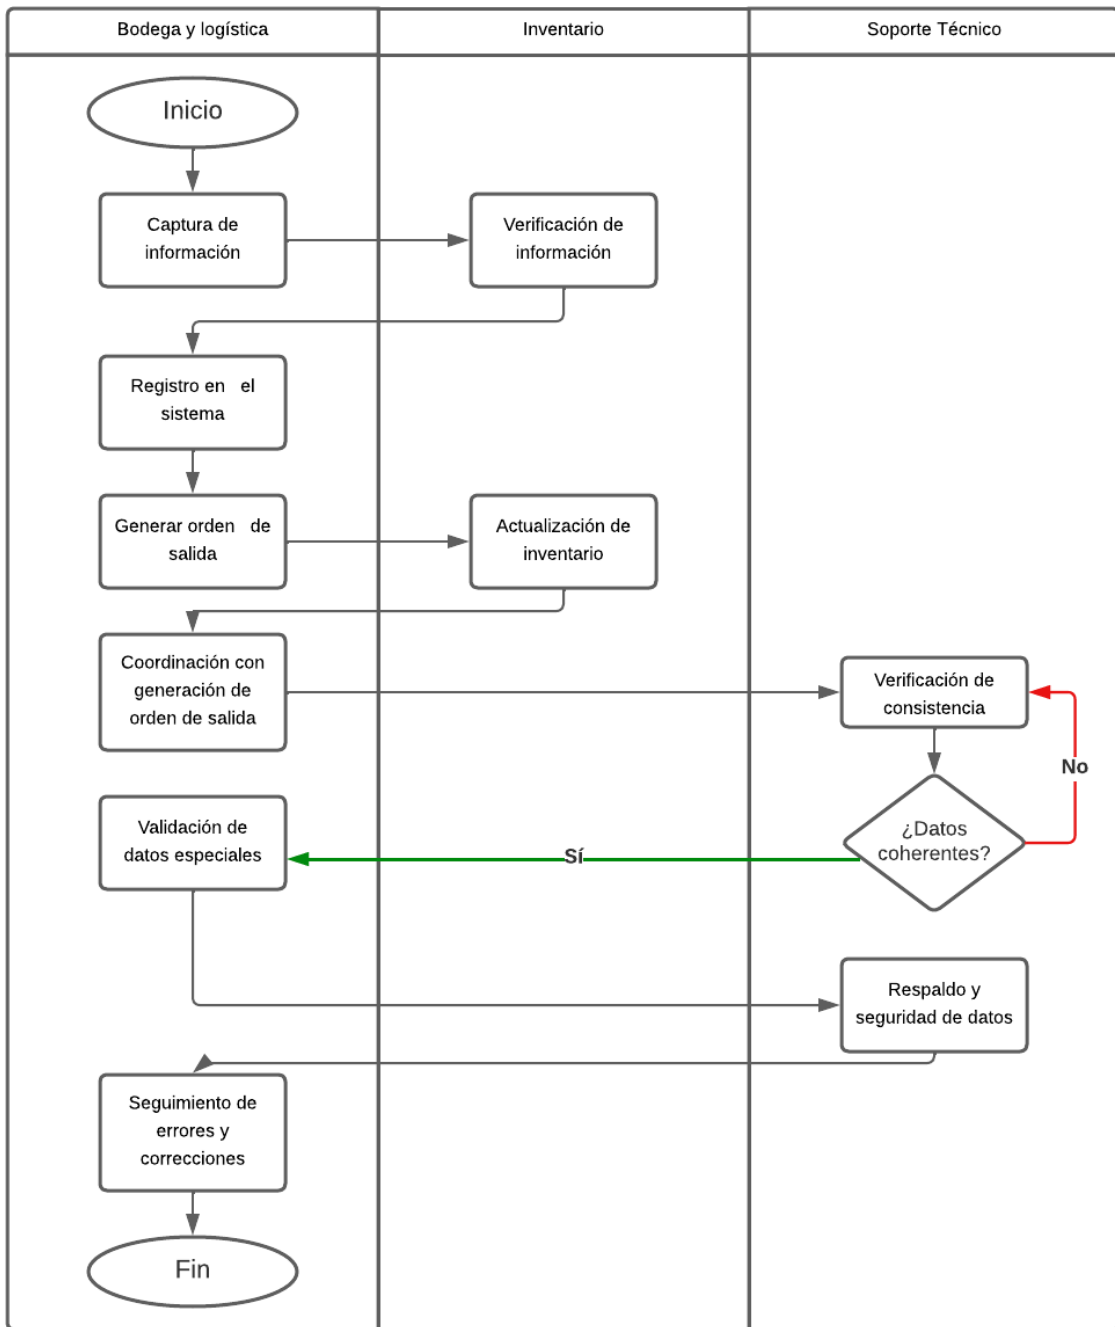 Bodega y logística
Inventario
Soporte Técnico
Inicio
Captura de
información
Verificación de
información
Registro en el
sistema
Generar orden de
salida
Actualización de
inventario
Coordinación con
generación de
orden de salida
Verificación de
consistencia
No
¿Datos
coherentes?
Sí
Validación de
datos especiales
Respaldo y
seguridad de datos
Seguimiento de
errores y
correcciones
Fin